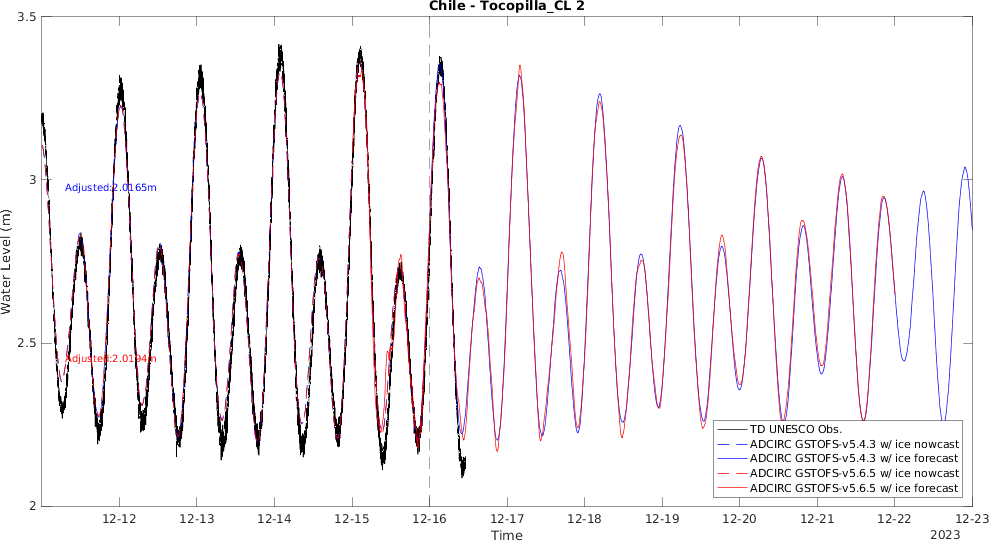 Chile - Tocopilla_CL 2
3.5
3
2.5
2
Water Level (m)
Adjusted:2.0165m
Adjusted:2.0194m
TD UNESCO Obs.
ADCIRC GSTOFS-v5.4.3 w/ ice nowcast
ADCIRC GSTOFS-v5.4.3 w/ ice forecast
ADCIRC GSTOFS-v5.6.5 w/ ice nowcast
ADCIRC GSTOFS-v5.6.5 w/ ice forecast
12-12 12-13 12-14 12-15 12-16 12-17 12-18 12-19 12-20 12-21 12-22 12-23
Time
2023